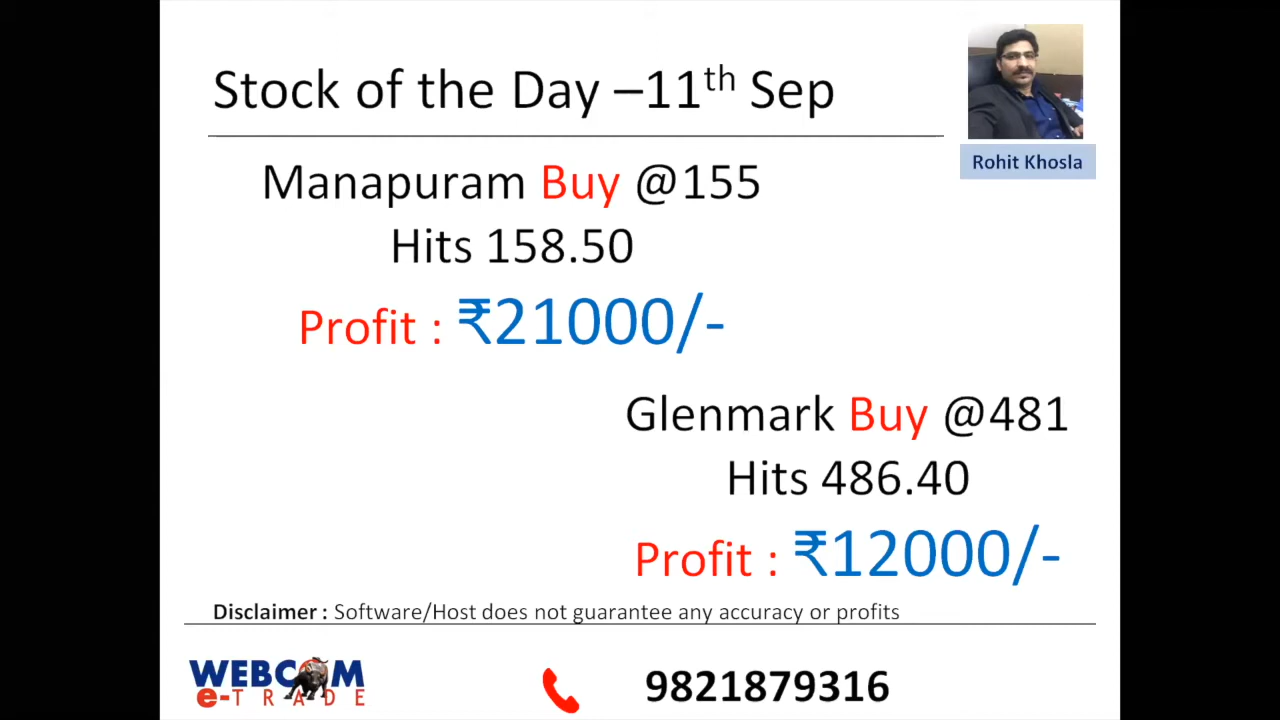 Stock of the Day –11th Sep
Rohit Khosla
Manapuram Buy @155
Hits 158.50
Profit : ₹21000/-
Glenmark Buy @481
Hits 486.40
Profit : ₹12000/-
Disclaimer : Software/Host does not guarantee any accuracy or profits
WEBCOM
e-TRADE
9821879316